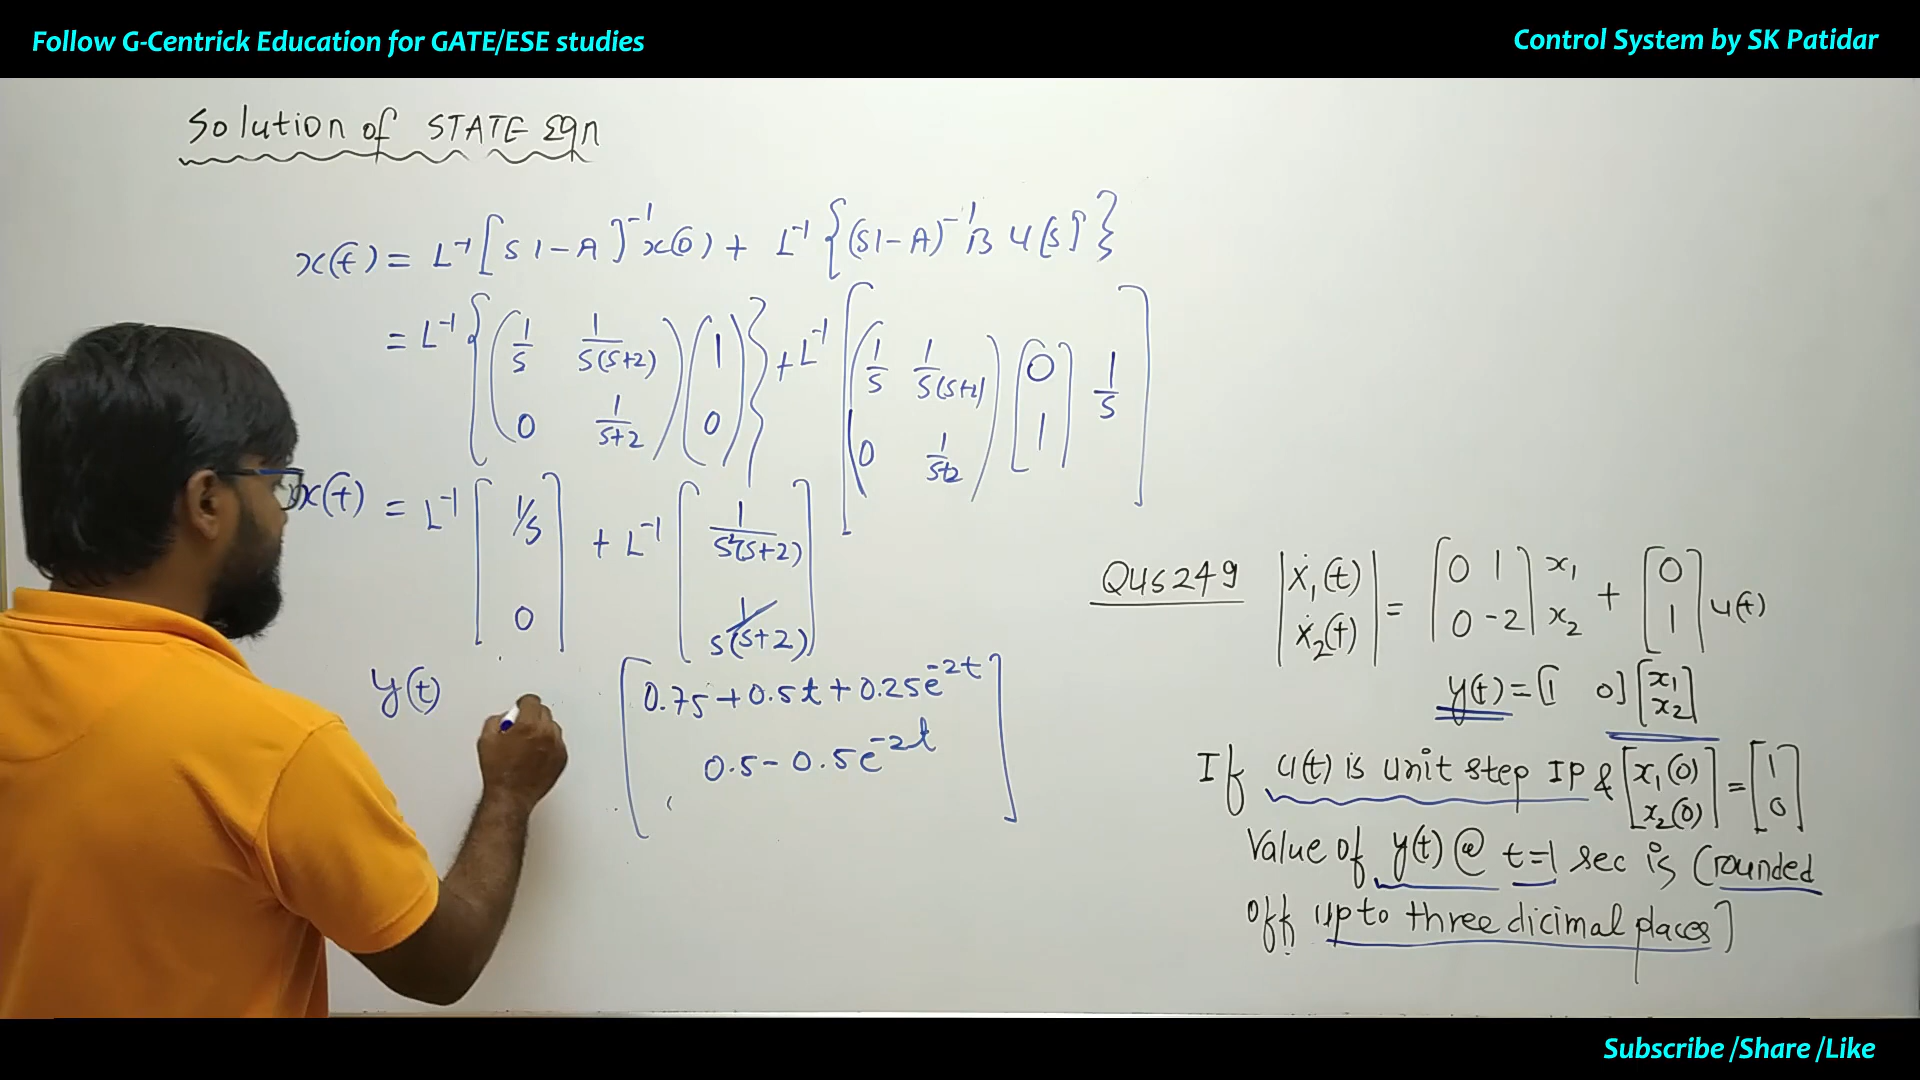 Follow G-Centrick Education for GATE/ESE studies
Control System by SK Patidar
Solution of STATE Eqn
x(t) = L⁻¹[SI-A]⁻¹x(0) + L⁻¹{(SI-A)⁻¹B U(s)}
= L⁻¹{(1/s 1/s(s+2) 0 1/s+2)(1 0)} + L⁻¹[(1/s 1/s(s+2) 0 1/s+2)[0 1] 1/s]
x(t) = L⁻¹[1/s 0] + L⁻¹[1/s²(s+2) 1/s(s+2)]
y(t) [0.75+0.5t+0.25e⁻²ᵗ
0.5-0.5e⁻²ᵗ]
Qus249 |ẋ₁(t) ẋ₂(t)| = [0 1 0 -2] x₁ x₂ + [0 1] u(t)
y(t) = [1 0] [x₁ x₂]
If u(t) is unit step IP & [x₁(0) x₂(0)] = [1 0]
Value of y(t) @ t=1 sec is (rounded
off upto three dicimal places]
Subscribe /Share /Like